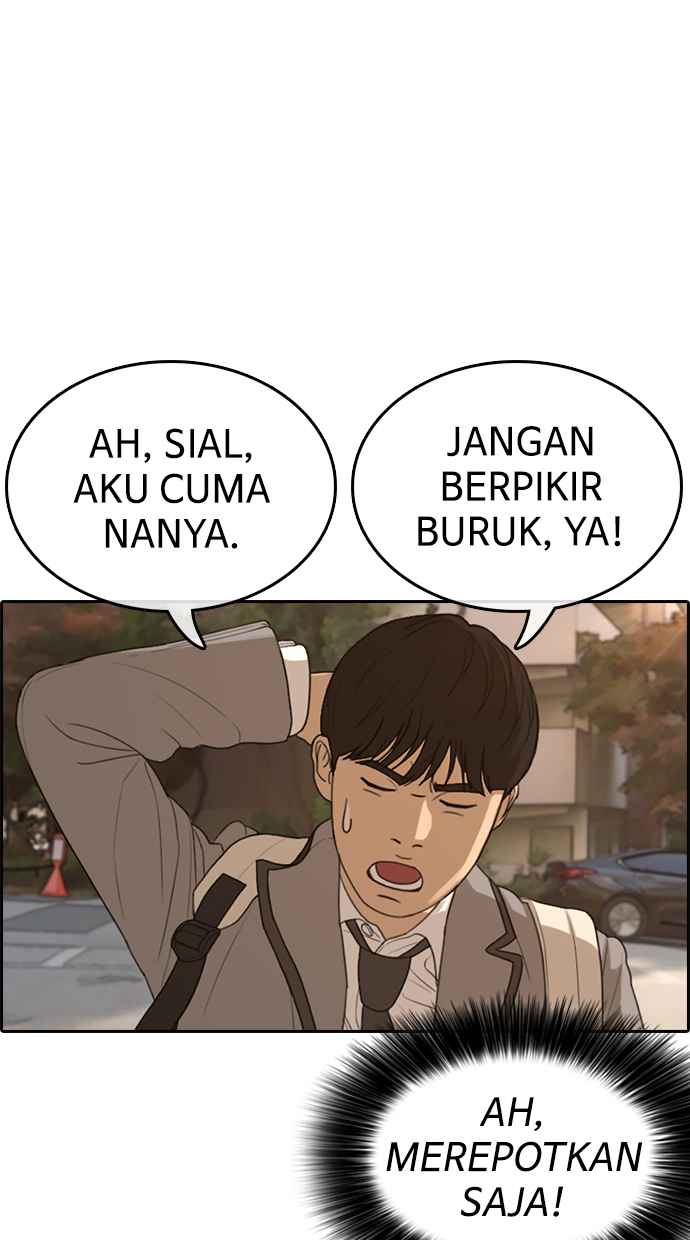 AH, SIAL,
AKU CUMA
NANYA.
JANGAN
BERPIKIR
BURUK, YA!
AH,
MEREPOTKAN
SAJA!